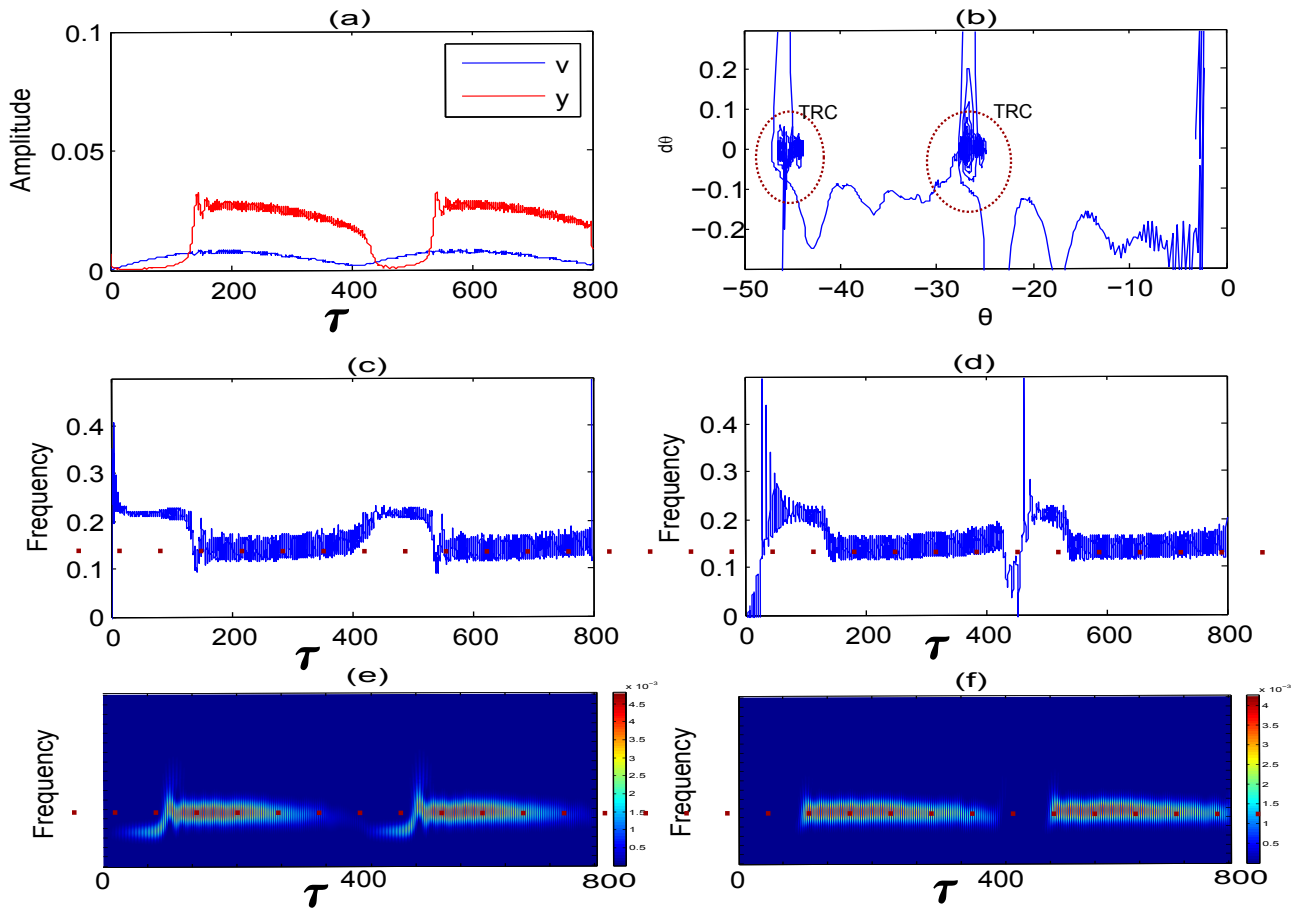 (a)
0.1
0.05
0
Amplitude
v
y
0 200 400 600 800
τ
(b)
0.2
0.1
0
−0.1
−0.2
dθ
TRC
TRC
−50 −40 −30 −20 −10 0
θ
(c)
0.4
0.3
0.2
0.1
0
Frequency
0 200 400 600 800
τ
(d)
0.5
0.4
0.3
0.2
0.1
0
Frequency
0 200 400 600 800
τ
(e)
Frequency
0 400 800
τ
x 10⁻³
4.5
4
3.5
3
2.5
2
1.5
1
0.5
(f)
Frequency
0 400 800
τ
x 10⁻³
4
3.5
3
2.5
2
1.5
1
0.5